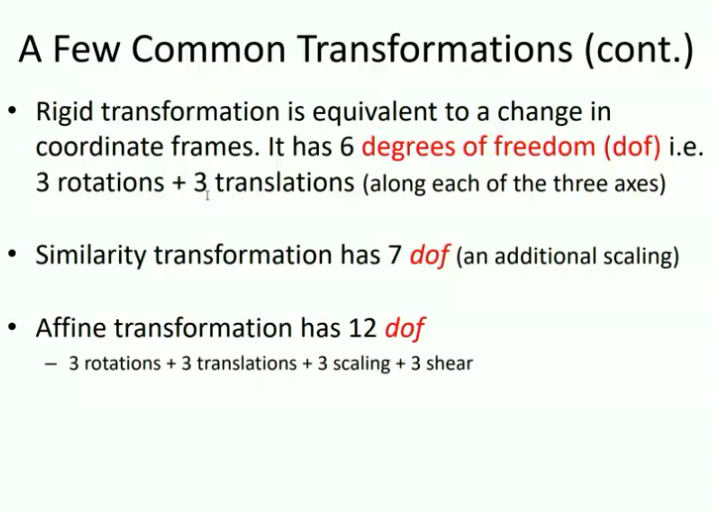 A Few Common Transformations (cont.)
• Rigid transformation is equivalent to a change in
coordinate frames. It has 6 degrees of freedom (dof) i.e.
3 rotations + 3 translations (along each of the three axes)
• Similarity transformation has 7 dof (an additional scaling)
• Affine transformation has 12 dof
– 3 rotations + 3 translations + 3 scaling + 3 shear